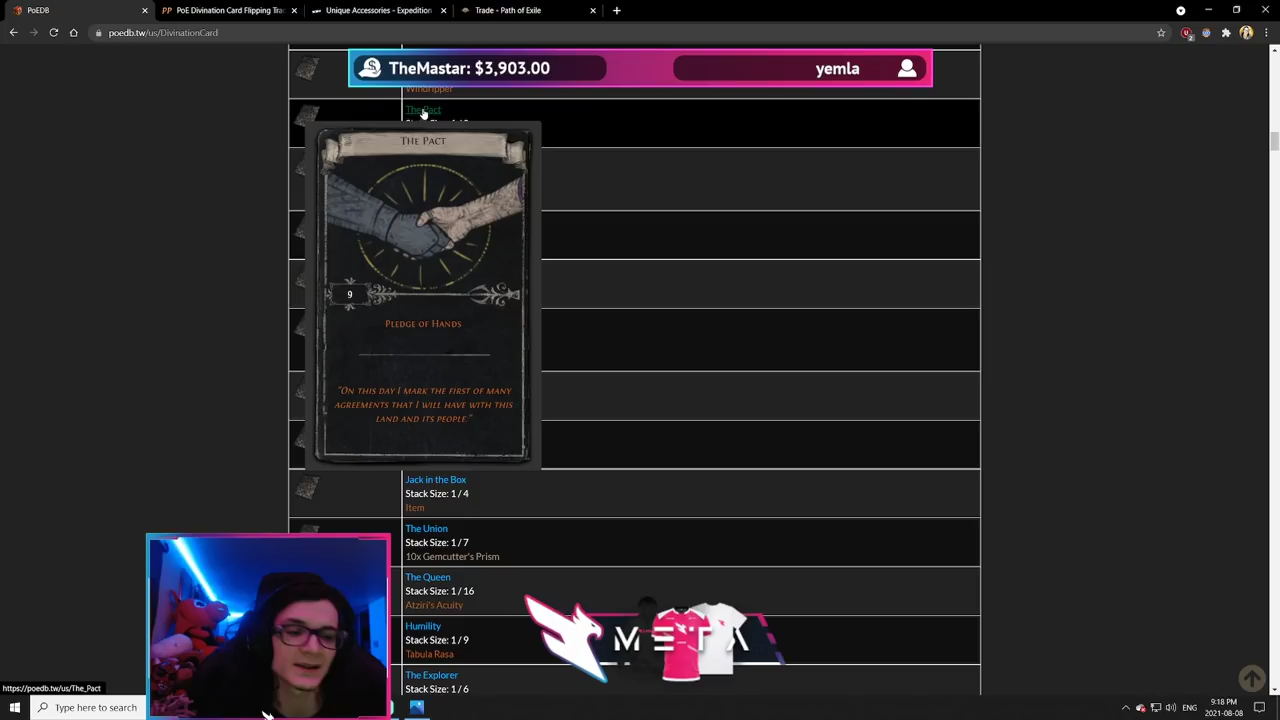 PoEDB
PoE Divination Card Flipping Trac
Unique Accessories - Expedition
Trade - Path of Exile
poedb.tw/us/DivinationCard
TheMastar: $3,903.00
yemla
Windripper
The Pact
THE PACT
9
PLEDGE OF HANDS
"ON THIS DAY I MARK THE FIRST OF MANY
AGREEMENTS THAT I WILL HAVE WITH THIS
LAND AND ITS PEOPLE."
Jack in the Box
Stack Size: 1 / 4
Item
The Union
Stack Size: 1 / 7
10x Gemcutter's Prism
The Queen
Stack Size: 1 / 16
Atziri's Acuity
Humility
Stack Size: 1 / 9
Tabula Rasa
The Explorer
Stack Size: 1 / 6
META
https://poedb.tw/us/The_Pact
Type here to search
ENG
9:18 PM
2021-08-08